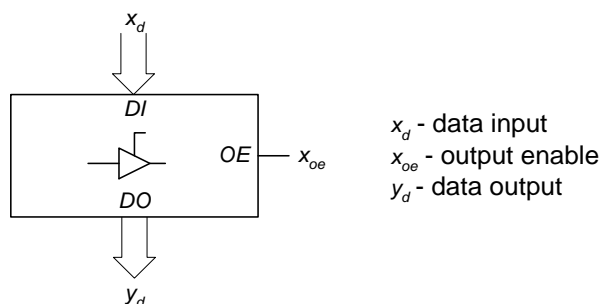 x_d
DI
OE
x_oe
DO
y_d
x_d - data input
x_oe - output enable
y_d - data output